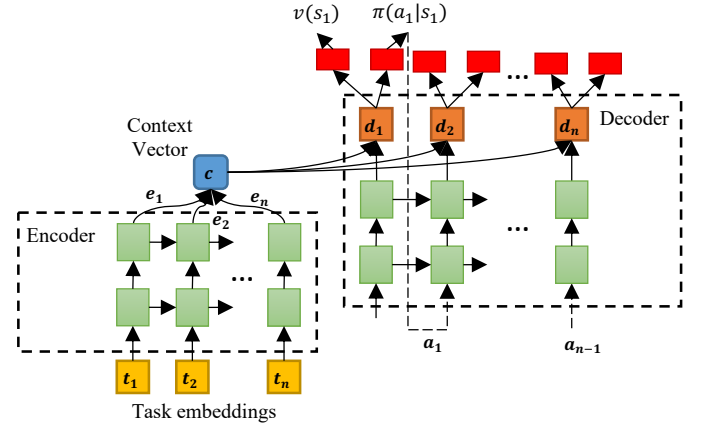 v(s₁) π(a₁|s₁)
...
d₁ d₂ dₙ Decoder
Context
Vector
c
e₁ e₂ eₙ
Encoder
...
...
t₁ t₂ tₙ
a₁ aₙ₋₁
Task embeddings